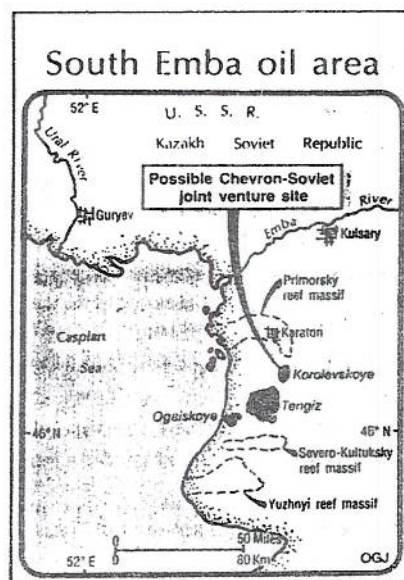 South Emba oil area
52° E
U. S. S. R.
Kazakh Soviet Republic
Ural River
Possible Chevron-Soviet
joint venture site
Guryev
Emba River
Kulsary
Primorsky
reef massif
Karaton
Caspian
Sea
Korolevskoye
Tengiz
Ogaiskoye
46° N
46° N
Severo-Kultuksky
reef massif
Yuzhnyi reef massif
0 50 Miles
0 80 Km
52° E
OGJ